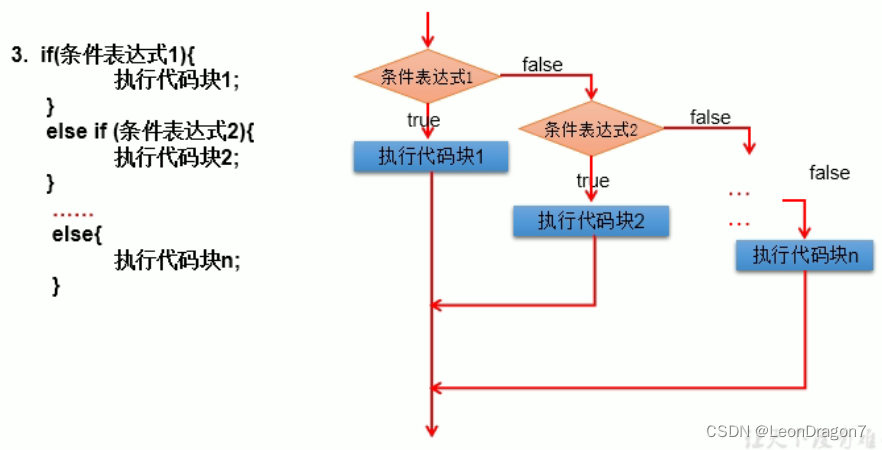 3. if(条件表达式1){
执行代码块1;
}
else if (条件表达式2){
执行代码块2;
}
……
else{
执行代码块n;
}
条件表达式1
false
true
执行代码块1
条件表达式2
false
true
执行代码块2
...
...
false
执行代码块n
CSDN @LeonDragon7